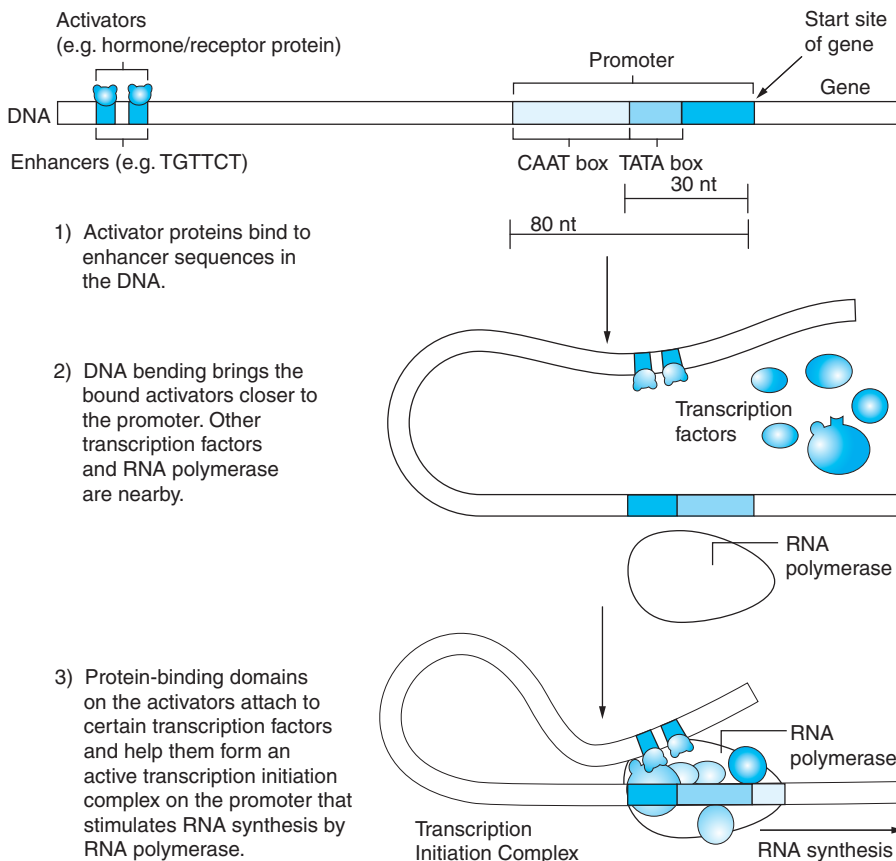 Activators
(e.g. hormone/receptor protein)
Start site
of gene
Promoter
Gene
DNA
Enhancers (e.g. TGTTCT)
CAAT box
TATA box
30 nt
80 nt
1) Activator proteins bind to
enhancer sequences in
the DNA.
2) DNA bending brings the
bound activators closer to
the promoter. Other
transcription factors
and RNA polymerase
are nearby.
Transcription
factors
RNA
polymerase
3) Protein-binding domains
on the activators attach to
certain transcription factors
and help them form an
active transcription initiation
complex on the promoter that
stimulates RNA synthesis by
RNA polymerase.
RNA
polymerase
Transcription
Initiation Complex
RNA synthesis